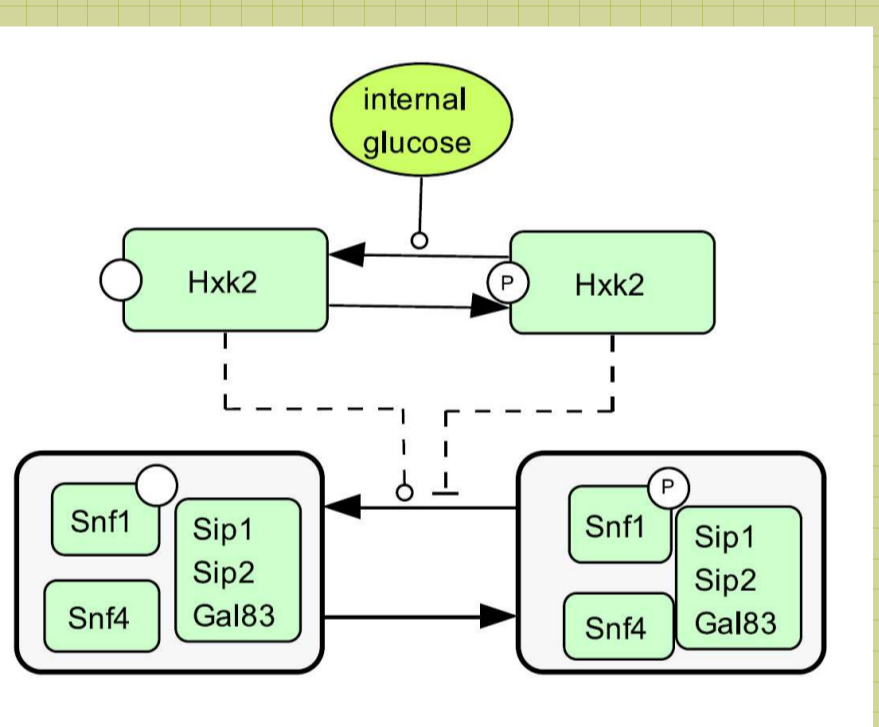 internal
glucose
Hxk2
P
Hxk2
Snf1
Sip1
Sip2
Gal83
Snf4
P
Snf1
Sip1
Sip2
Gal83
Snf4